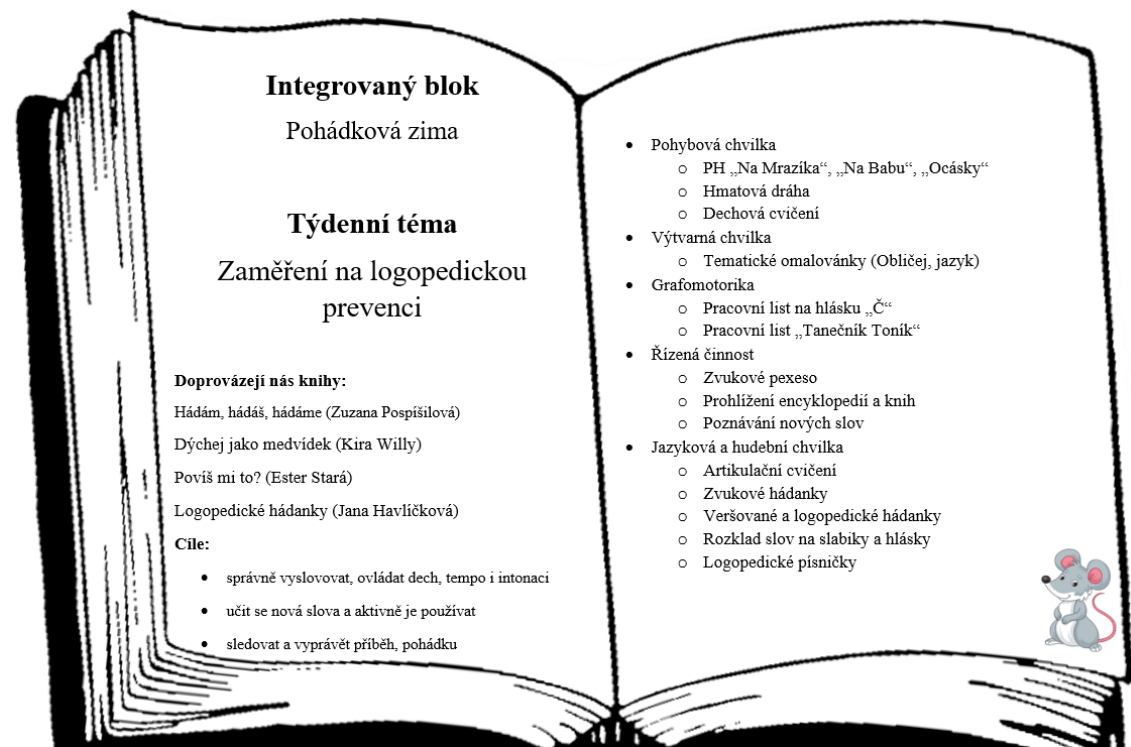 Integrovaný blok
Pohádková zima
Týdenní téma
Zaměření na logopedickou
prevenci
Doprovázejí nás knihy:
Hádám, hádáš, hádáme (Zuzana Pospíšilová)
Dýchej jako medvídek (Kira Willy)
Povíš mi to? (Ester Stará)
Logopedické hádanky (Jana Havlíčková)
Cíle:
• správně vyslovovat, ovládat dech, tempo i intonaci
• učit se nová slova a aktivně je používat
• sledovat a vyprávět příběh, pohádku
• Pohybová chvilka
o PH „Na Mrazíka“, „Na Babu“, „Ocásky“
o Hmatová dráha
o Dechová cvičení
• Výtvarná chvilka
o Tematické omalovánky (Obličej, jazyk)
• Grafomotorika
o Pracovní list na hlásku „Č“
o Pracovní list „Tanečník Toník“
• Řízená činnost
o Zvukové pexeso
o Prohlížení encyklopedií a knih
o Poznávání nových slov
• Jazyková a hudební chvilka
o Artikulační cvičení
o Zvukové hádanky
o Veršované a logopedické hádanky
o Rozklad slov na slabiky a hlásky
o Logopedické písničky